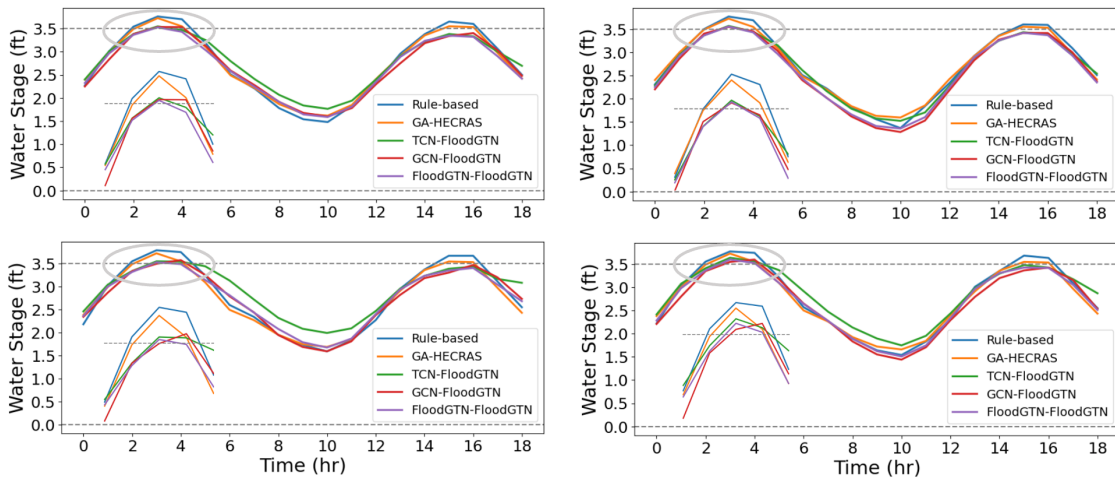 Water Stage (ft)
3.5
3.0
2.5
2.0
1.5
1.0
0.5
0.0
Rule-based
GA-HECRAS
TCN-FloodGTN
GCN-FloodGTN
FloodGTN-FloodGTN
0 2 4 6 8 10 12 14 16 18
Water Stage (ft)
3.5
3.0
2.5
2.0
1.5
1.0
0.5
0.0
Rule-based
GA-HECRAS
TCN-FloodGTN
GCN-FloodGTN
FloodGTN-FloodGTN
0 2 4 6 8 10 12 14 16 18
Water Stage (ft)
3.5
3.0
2.5
2.0
1.5
1.0
0.5
0.0
Rule-based
GA-HECRAS
TCN-FloodGTN
GCN-FloodGTN
FloodGTN-FloodGTN
0 2 4 6 8 10 12 14 16 18
Time (hr)
Water Stage (ft)
3.5
3.0
2.5
2.0
1.5
1.0
0.5
0.0
Rule-based
GA-HECRAS
TCN-FloodGTN
GCN-FloodGTN
FloodGTN-FloodGTN
0 2 4 6 8 10 12 14 16 18
Time (hr)